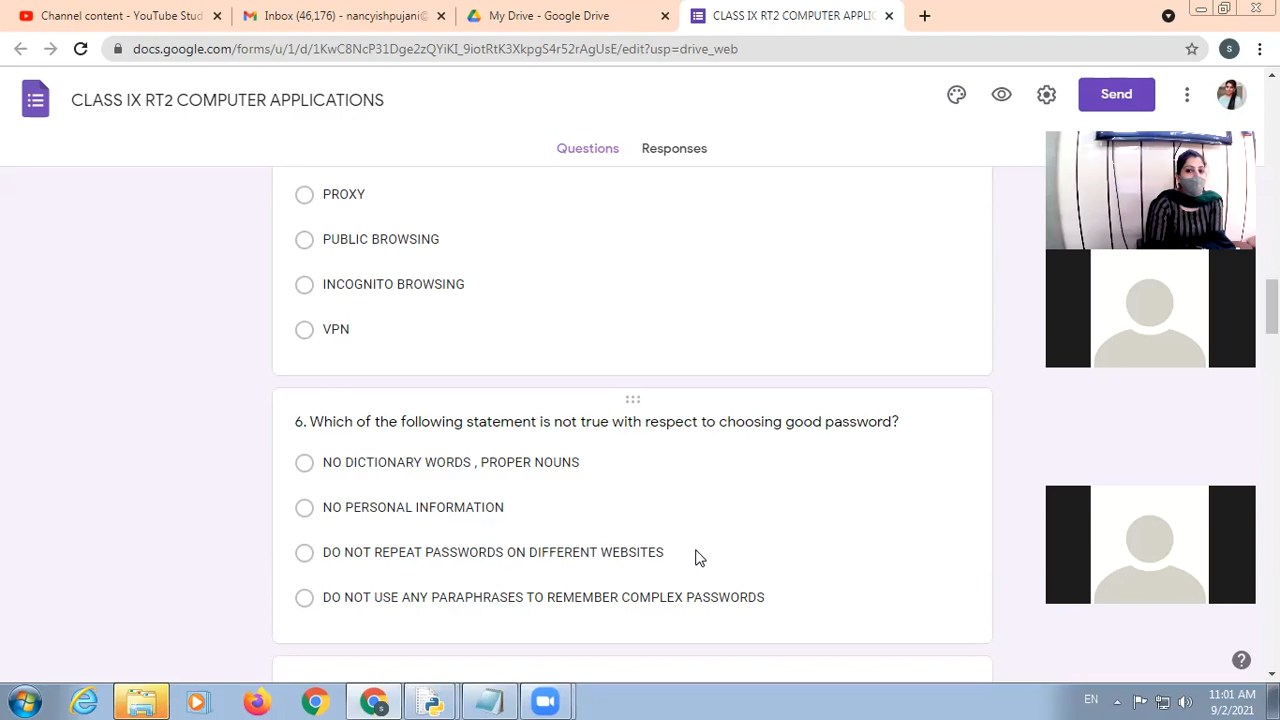 Channel content - YouTube Stud
Inbox (46,176) - nancyishpujani@
My Drive - Google Drive
CLASS IX RT2 COMPUTER APPLIC
docs.google.com/forms/u/1/d/1KwC8NcP31Dge2zQYiKI_9iotRtK3XkpgS4r52rAgUsE/edit?usp=drive_web
S
CLASS IX RT2 COMPUTER APPLICATIONS
Send
Questions
Responses
PROXY
PUBLIC BROWSING
INCOGNITO BROWSING
VPN
6. Which of the following statement is not true with respect to choosing good password?
NO DICTIONARY WORDS , PROPER NOUNS
NO PERSONAL INFORMATION
DO NOT REPEAT PASSWORDS ON DIFFERENT WEBSITES
DO NOT USE ANY PARAPHRASES TO REMEMBER COMPLEX PASSWORDS
EN
11:01 AM
9/2/2021